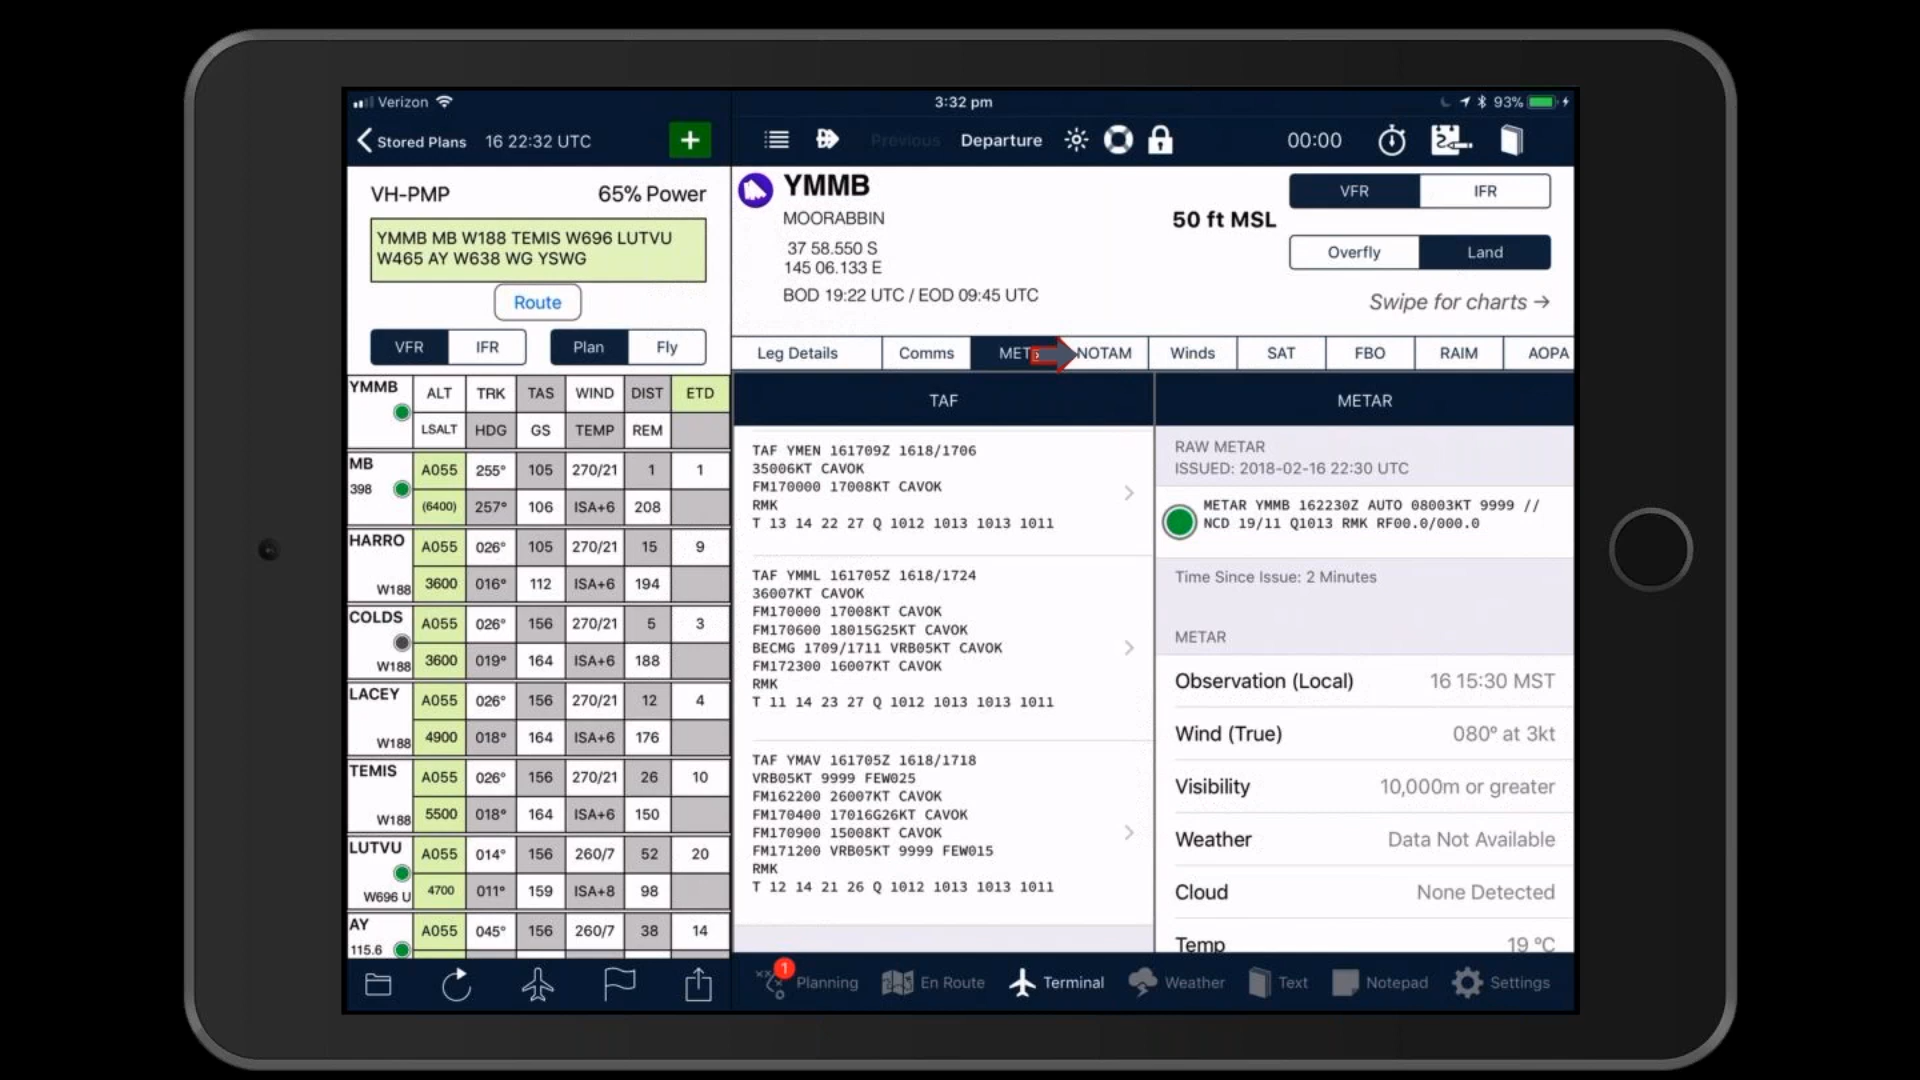 Verizon
3:32 pm
93%
Stored Plans
16 22:32 UTC
+
Previous
Departure
00:00
VH-PMP
65% Power
YMMB MB W188 TEMIS W696 LUTVU
W465 AY W638 WG YSWG
Route
VFR
IFR
Plan
Fly
YMMB ALT TRK TAS WIND DIST ETD
LSALT HDG GS TEMP REM
MB A055 255° 105 270/21 1 1
398 (6400) 257° 106 ISA+6 208
HARRO A055 026° 105 270/21 15 9
W188 3600 016° 112 ISA+6 194
COLDS A055 026° 156 270/21 5 3
W188 3600 019° 164 ISA+6 188
LACEY A055 026° 156 270/21 12 4
W188 4900 018° 164 ISA+6 176
TEMIS A055 026° 156 270/21 26 10
W188 5500 018° 164 ISA+6 150
LUTVU A055 014° 156 260/7 52 20
W696 U 4700 011° 159 ISA+8 98
AY A055 045° 156 260/7 38 14
115.6
YMMB
MOORABBIN
37 58.550 S
145 06.133 E
BOD 19:22 UTC / EOD 09:45 UTC
50 ft MSL
VFR
IFR
Overfly
Land
Swipe for charts →
Leg Details
Comms
MET
NOTAM
Winds
SAT
FBO
RAIM
AOPA
TAF
TAF YMEN 161709Z 1618/1706
35006KT CAVOK
FM170000 17008KT CAVOK
RMK
T 13 14 22 27 Q 1012 1013 1013 1011
TAF YMML 161705Z 1618/1724
36007KT CAVOK
FM170000 17008KT CAVOK
FM170600 18015G25KT CAVOK
BECMG 1709/1711 VRB05KT CAVOK
FM172300 16007KT CAVOK
RMK
T 11 14 23 27 Q 1012 1013 1013 1011
TAF YMAV 161705Z 1618/1718
VRB05KT 9999 FEW025
FM162200 26007KT CAVOK
FM170400 17016G26KT CAVOK
FM170900 15008KT CAVOK
FM171200 VRB05KT 9999 FEW015
RMK
T 12 14 21 26 Q 1012 1013 1013 1011
METAR
RAW METAR
ISSUED: 2018-02-16 22:30 UTC
METAR YMMB 162230Z AUTO 08003KT 9999 //
NCD 19/11 Q1013 RMK RF00.0/000.0
Time Since Issue: 2 Minutes
METAR
Observation (Local) 16 15:30 MST
Wind (True) 080° at 3kt
Visibility 10,000m or greater
Weather Data Not Available
Cloud None Detected
Temp 19 °C
1
Planning
En Route
Terminal
Weather
Text
Notepad
Settings